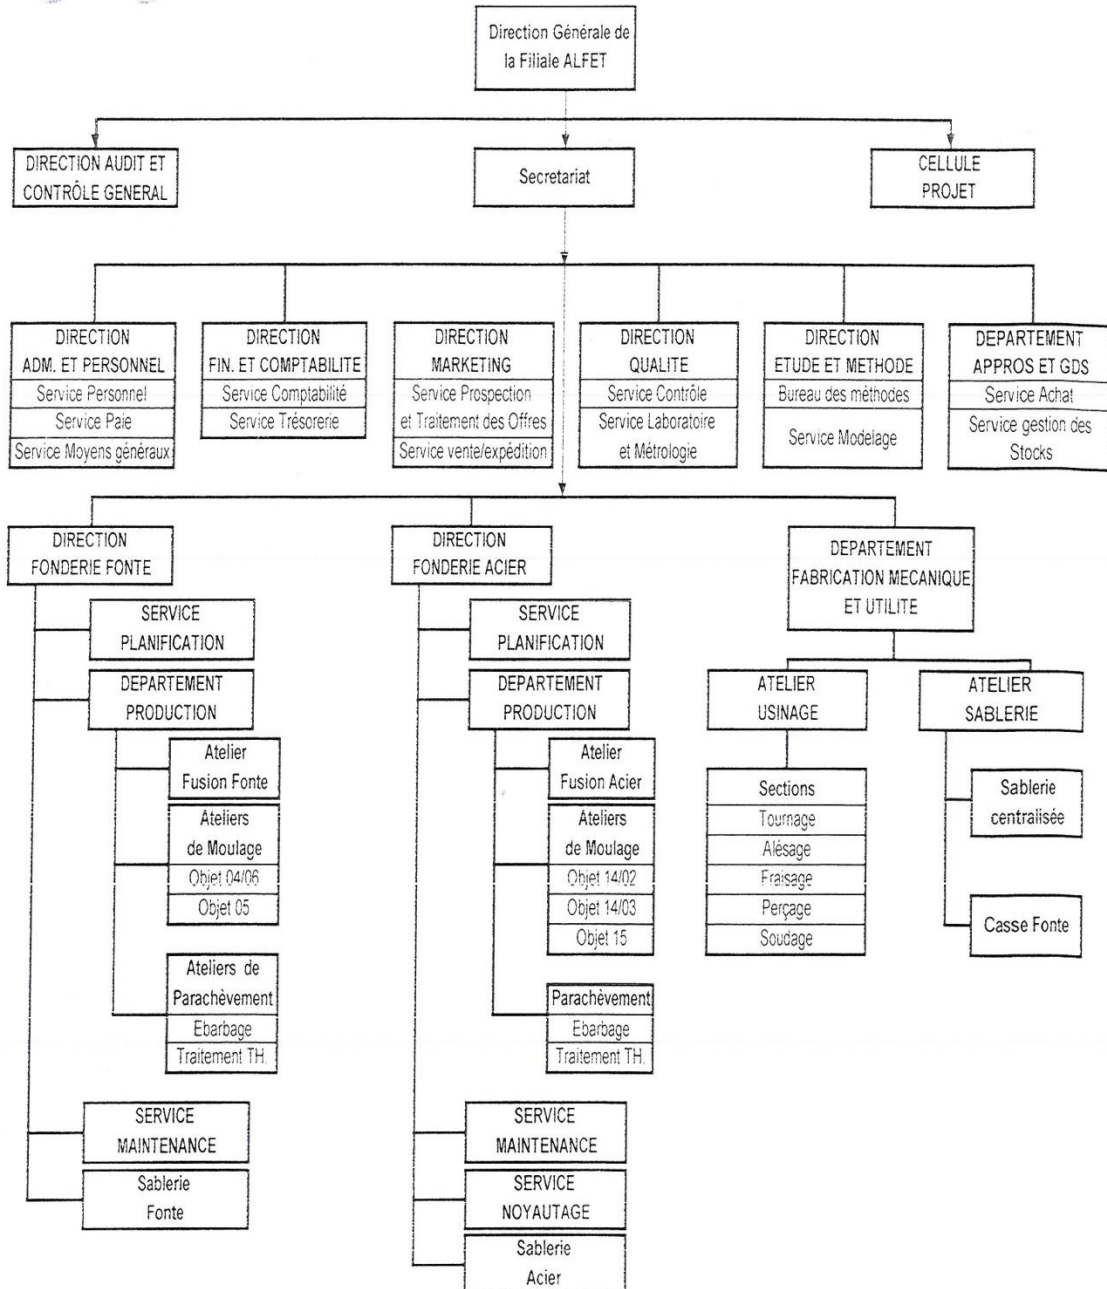 Direction Générale de
la Filiale ALFET
DIRECTION AUDIT ET
CONTRÔLE GENERAL
Secretariat
CELLULE
PROJET
DIRECTION
ADM. ET PERSONNEL
Service Personnel
Service Paie
Service Moyens généraux
DIRECTION
FIN. ET COMPTABILITE
Service Comptabilité
Service Trésorerie
DIRECTION
MARKETING
Service Prospection
et Traitement des Offres
Service vente/expédition
DIRECTION
QUALITE
Service Contrôle
Service Laboratoire
et Métrologie
DIRECTION
ETUDE ET METHODE
Bureau des méthodes
Service Modelage
DEPARTEMENT
APPROS ET GDS
Service Achat
Service gestion des
Stocks
DIRECTION
FONDERIE FONTE
SERVICE
PLANIFICATION
DEPARTEMENT
PRODUCTION
Atelier
Fusion Fonte
Ateliers
de Moulage
Objet 04/06
Objet 05
Ateliers de
Parachèvement
Ebarbage
Traitement TH.
SERVICE
MAINTENANCE
Sablerie
Fonte
DIRECTION
FONDERIE ACIER
SERVICE
PLANIFICATION
DEPARTEMENT
PRODUCTION
Atelier
Fusion Acier
Ateliers
de Moulage
Objet 14/02
Objet 14/03
Objet 15
Parachèvement
Ebarbage
Traitement TH.
SERVICE
MAINTENANCE
SERVICE
NOYAUTAGE
Sablerie
Acier
DEPARTEMENT
FABRICATION MECANIQUE
ET UTILITE
ATELIER
USINAGE
Sections
Tournage
Alésage
Fraisage
Perçage
Soudage
ATELIER
SABLERIE
Sablerie
centralisée
Casse Fonte